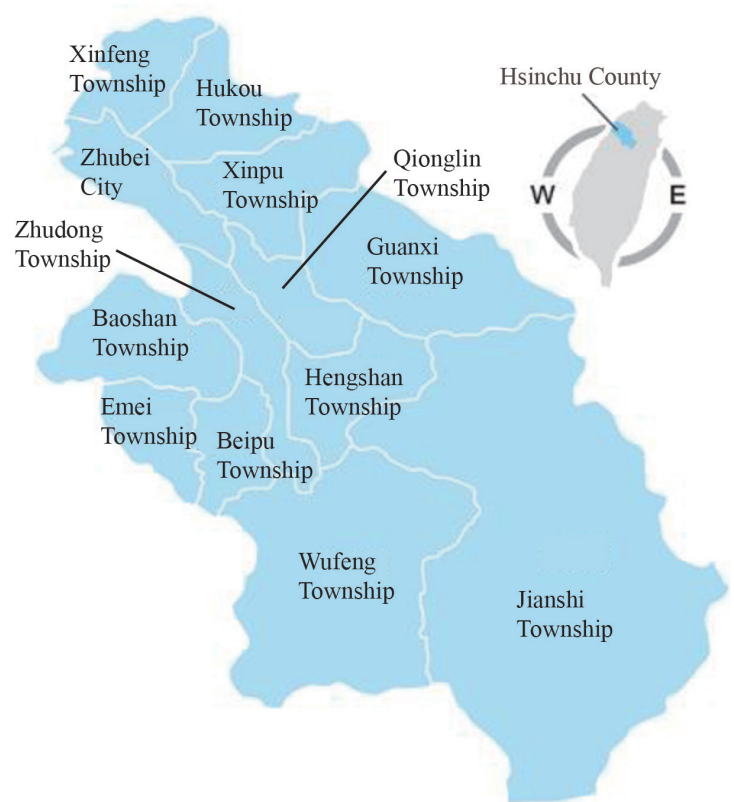 Xinfeng
Township
Hukou
Township
Hsinchu County
Zhubei
City
Xinpu
Township
Qionglin
Township
W
E
Zhudong
Township
Guanxi
Township
Baoshan
Township
Hengshan
Township
Emei
Township
Beipu
Township
Wufeng
Township
Jianshi
Township